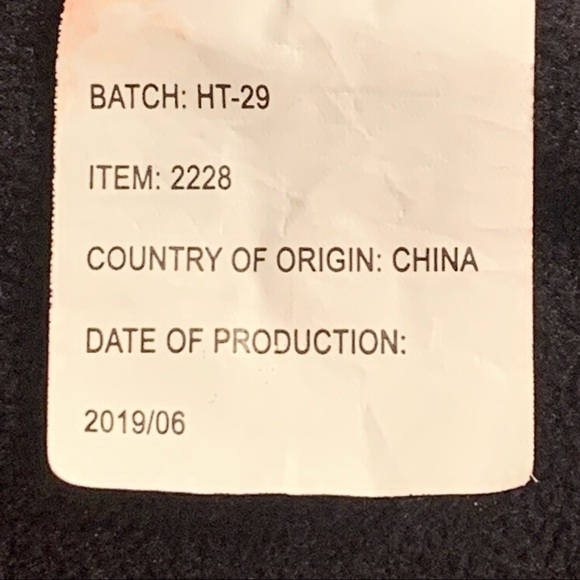 BATCH: HT-29
ITEM: 2228
COUNTRY OF ORIGIN: CHINA
DATE OF PRODUCTION:
2019/06